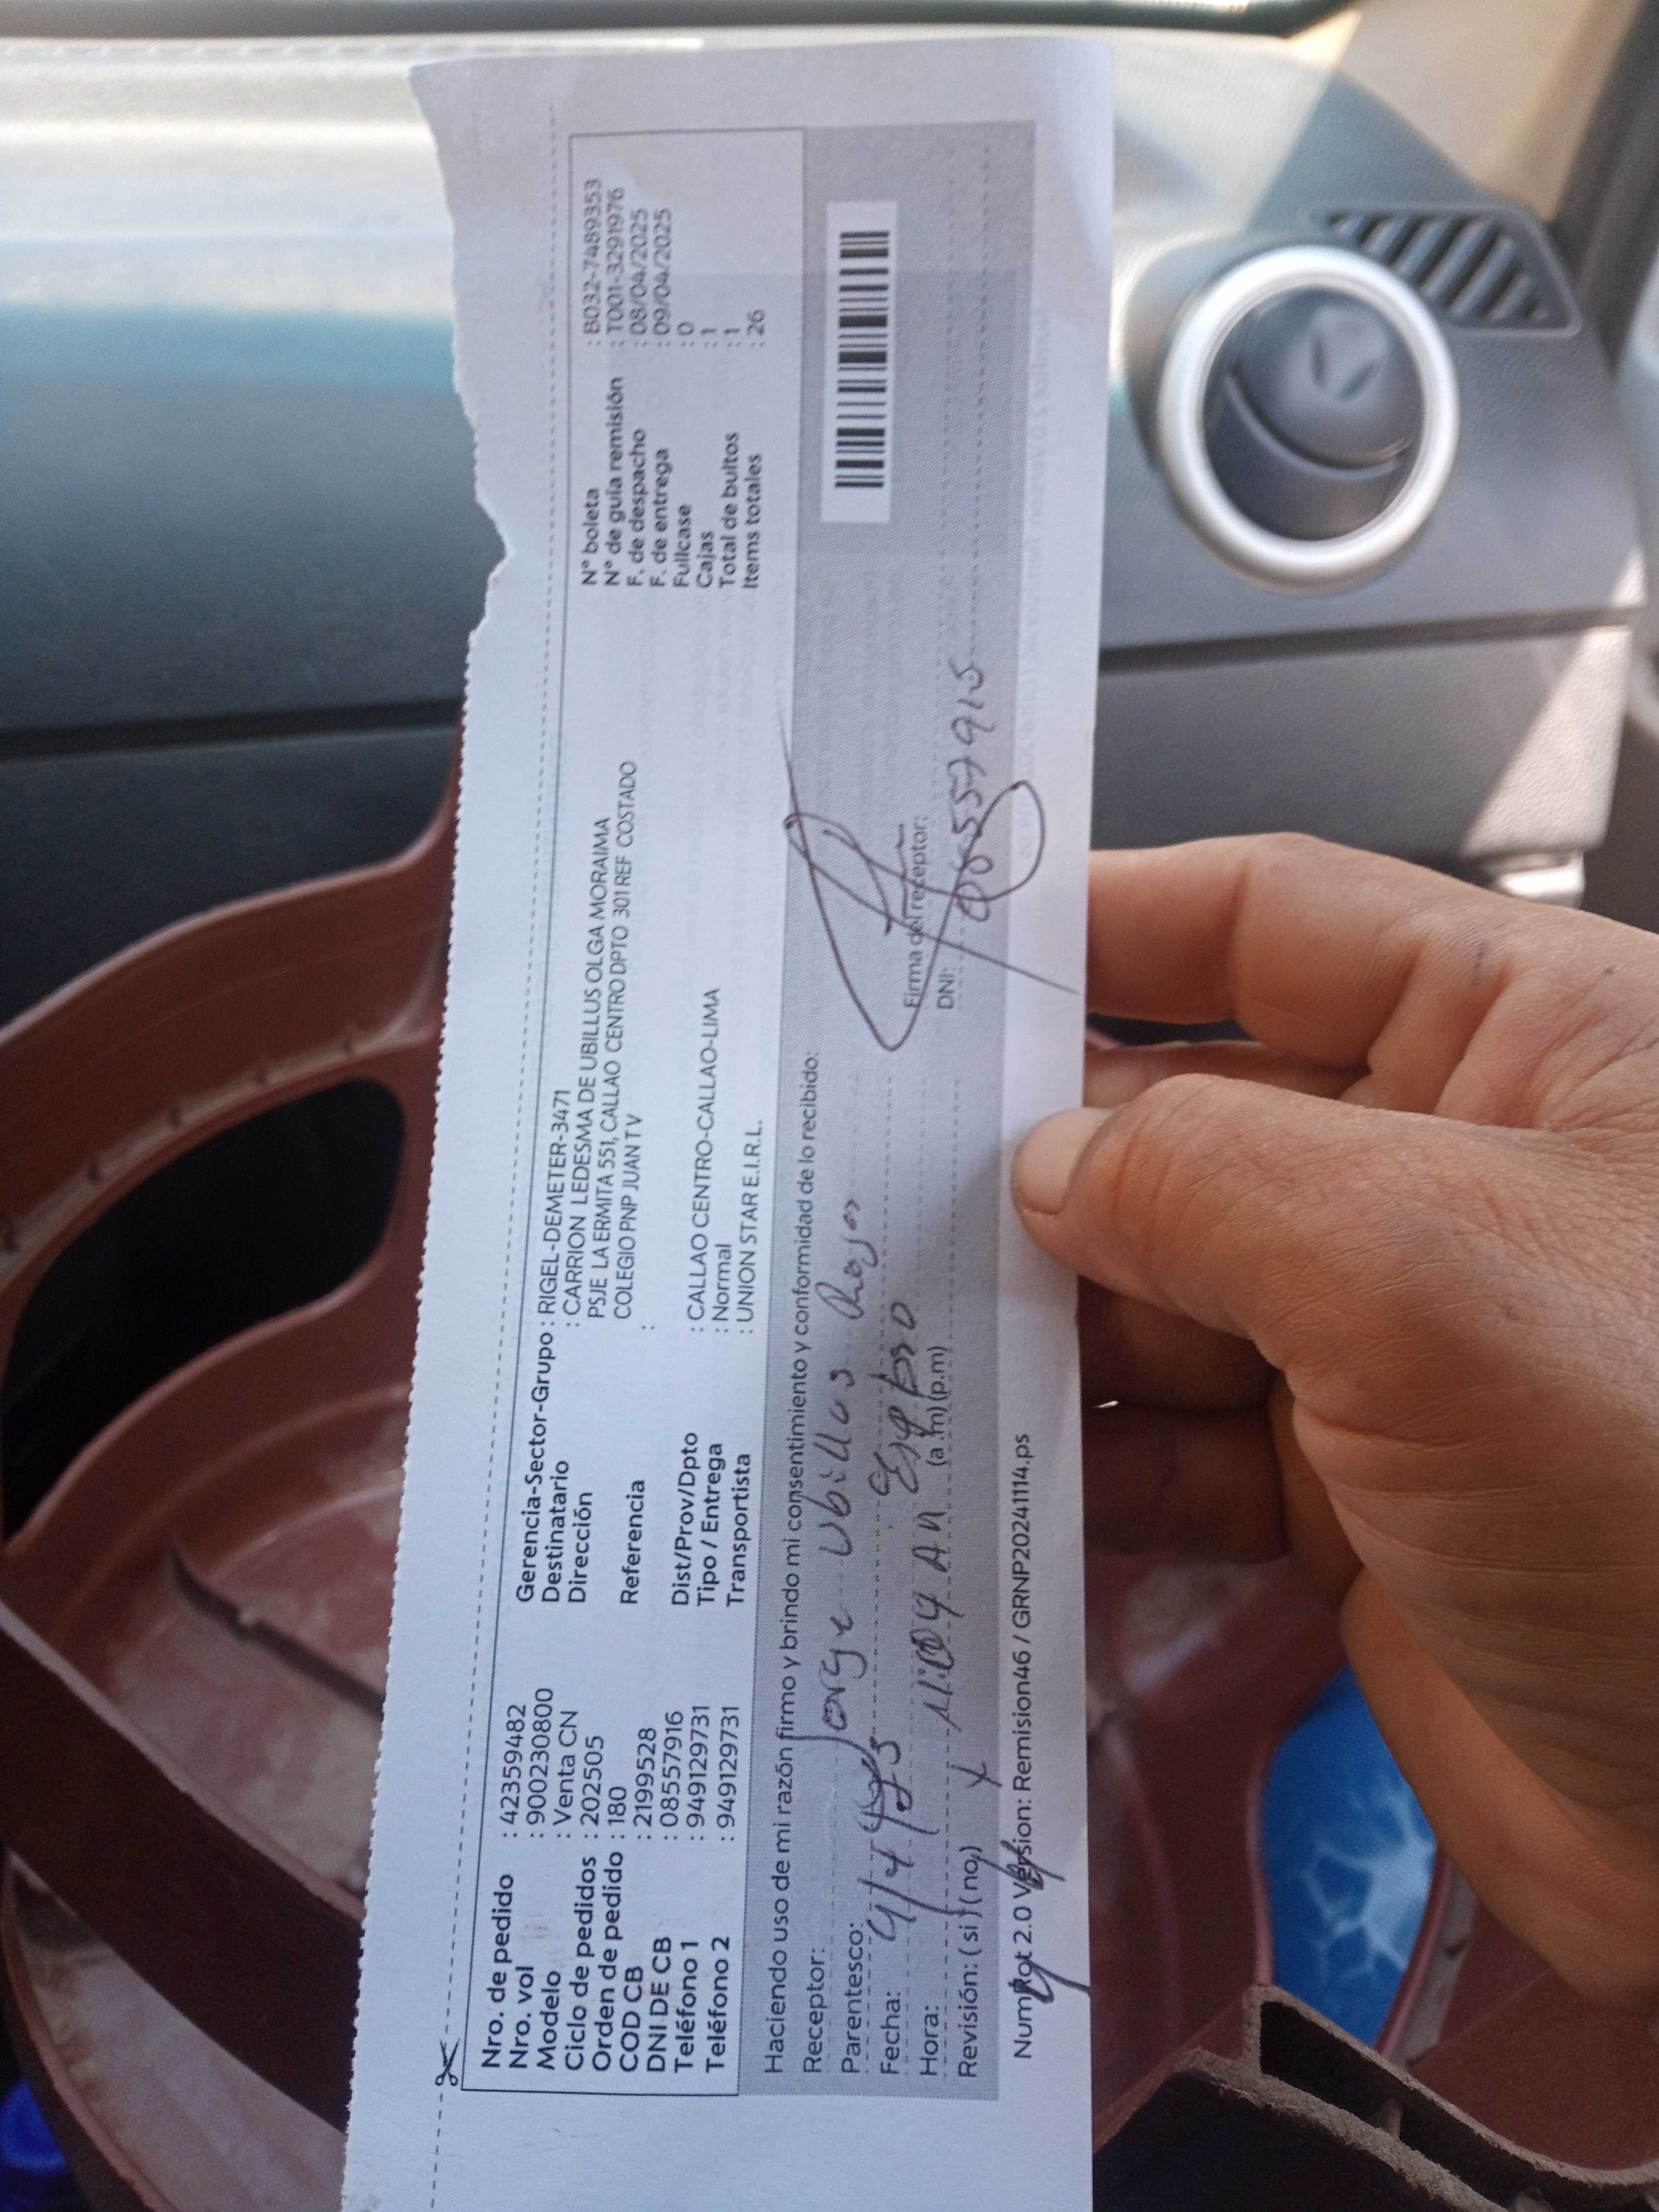 Nro. de pedido : 42359482
Nro. vol : 900230800
Modelo : Venta CN
Ciclo de pedidos : 202505
Orden de pedido : 180
COD CB : 2199528
DNI DE CB : 08557916
Teléfono 1 : 949129731
Teléfono 2 : 949129731
Gerencia-Sector-Grupo : RIGEL-DEMETER-3471
Destinatario : CARRION LEDESMA DE UBILLUS OLGA MORAIMA
Dirección PSJE LA ERMITA 551, CALLAO CENTRO DPTO 301 REF COSTADO
COLEGIO PNP JUAN TV
Referencia :
Dist/Prov/Dpto : CALLAO CENTRO-CALLAO-LIMA
Tipo / Entrega : Normal
Transportista : UNION STAR E.I.R.L.
N° boleta : B032-7489353
N° de guía remisión : T001-3291976
F. de despacho : 08/04/2025
F. de entrega : 09/04/2025
Fullcase : 0
Cajas : 1
Total de bultos : 1
Items totales : 26
Haciendo uso de mi razón firmo y brindo mi consentimiento y conformidad de lo recibido:
Receptor: Jorge Ubillus Rojas
Parentesco:
Fecha:
Hora: (a.m) (p.m)
Revisión: ( si ) ( no )
Firma del receptor:
DNI: 08557915
NumRot 2.0 Version: Remision46 / GRNP20241114.ps